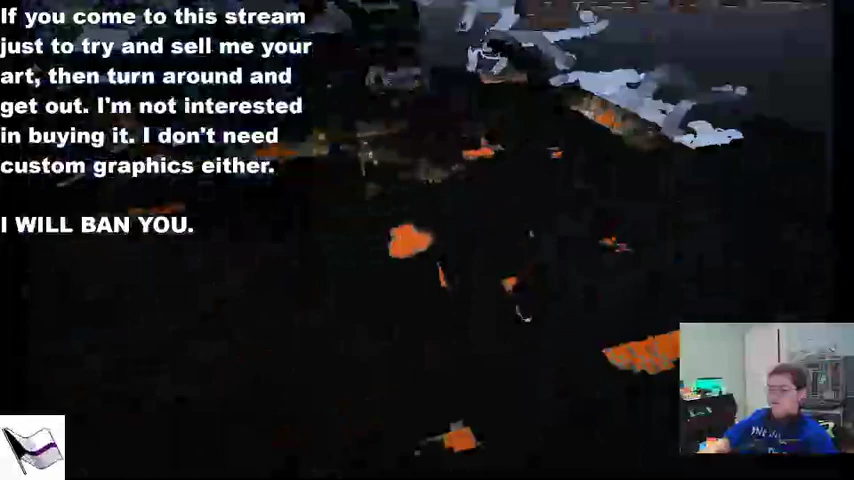 If you come to this stream
just to try and sell me your
art, then turn around and
get out. I'm not interested
in buying it. I don't need
custom graphics either.
I WILL BAN YOU.